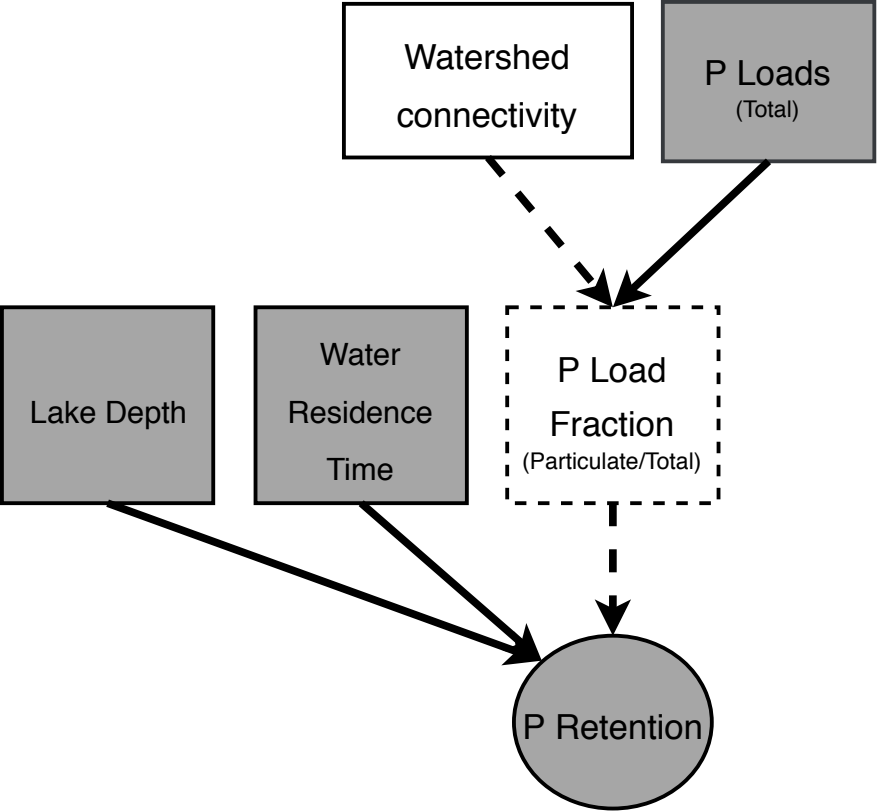 Watershed
connectivity
P Loads
(Total)
Lake Depth
Water
Residence
Time
P Load
Fraction
(Particulate/Total)
P Retention